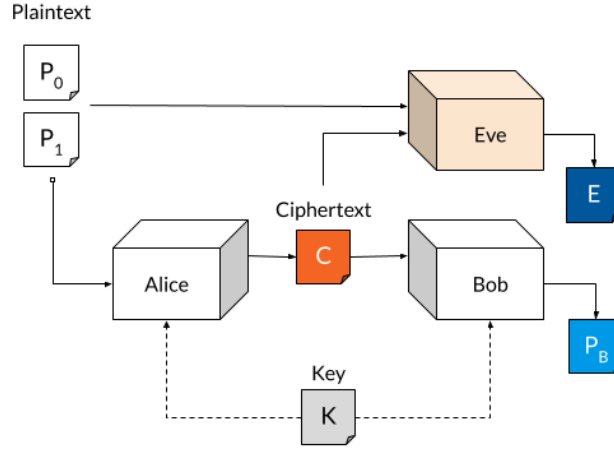 Plaintext
P0
P1
Eve
E
Ciphertext
C
Alice
Bob
PB
Key
K